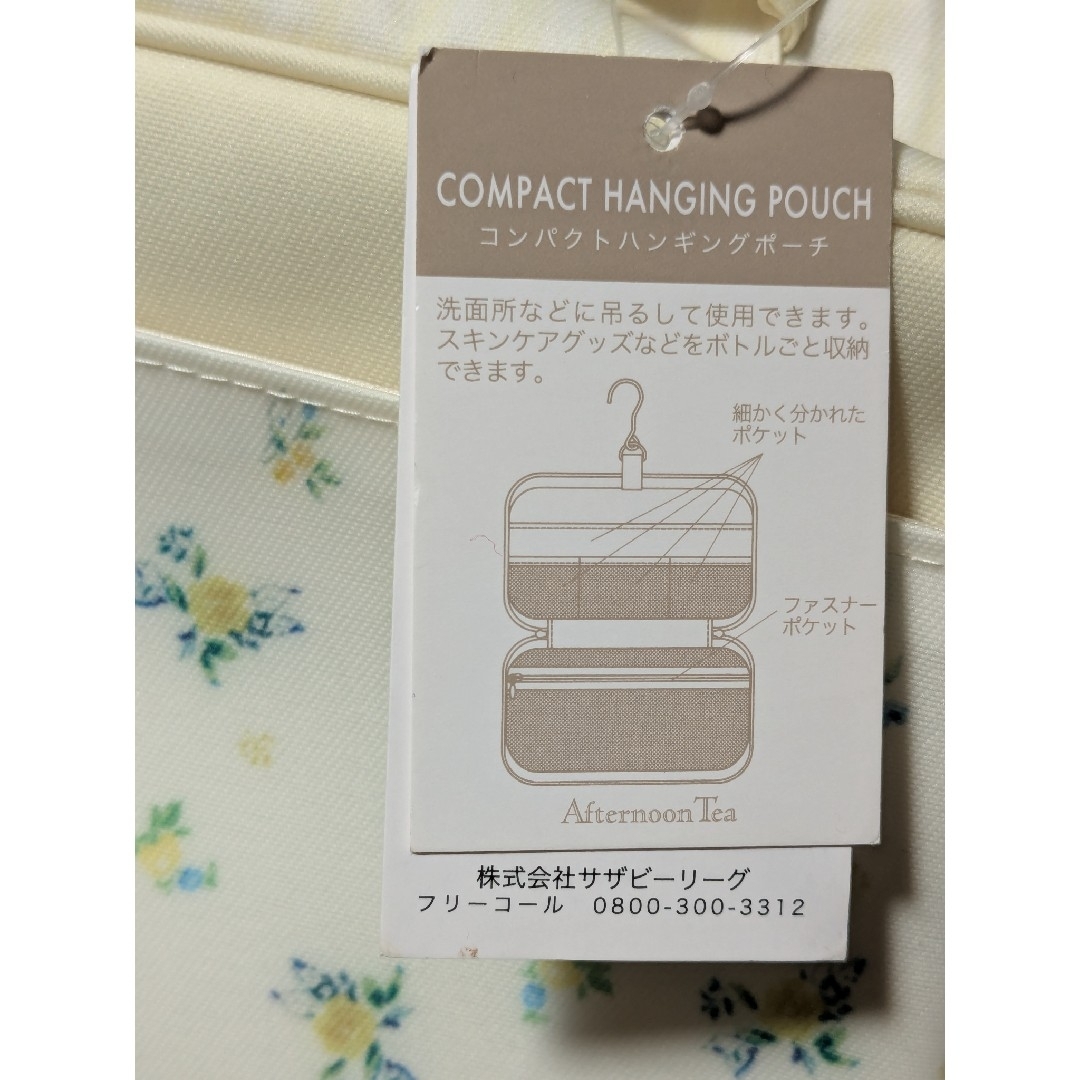 COMPACT HANGING POUCH
コンパクトハンギングポーチ
洗面所などに吊るして使用できます。
スキンケアグッズなどをボトルごと収納
できます。
細かく分かれた
ポケット
ファスナー
ポケット
Afternoon Tea
株式会社サザビーリーグ
フリーコール 0800-300-3312